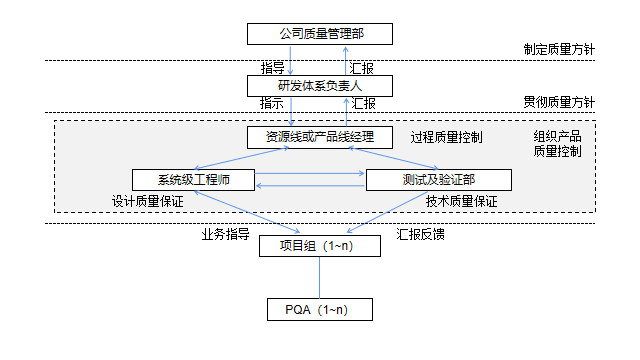 公司质量管理部
制定质量方针
指导
汇报
研发体系负责人
贯彻质量方针
指示
汇报
资源线或产品线经理
过程质量控制
组织产品
质量控制
系统级工程师
测试及验证部
设计质量保证
技术质量保证
业务指导
项目组（1~n）
汇报反馈
PQA（1~n）